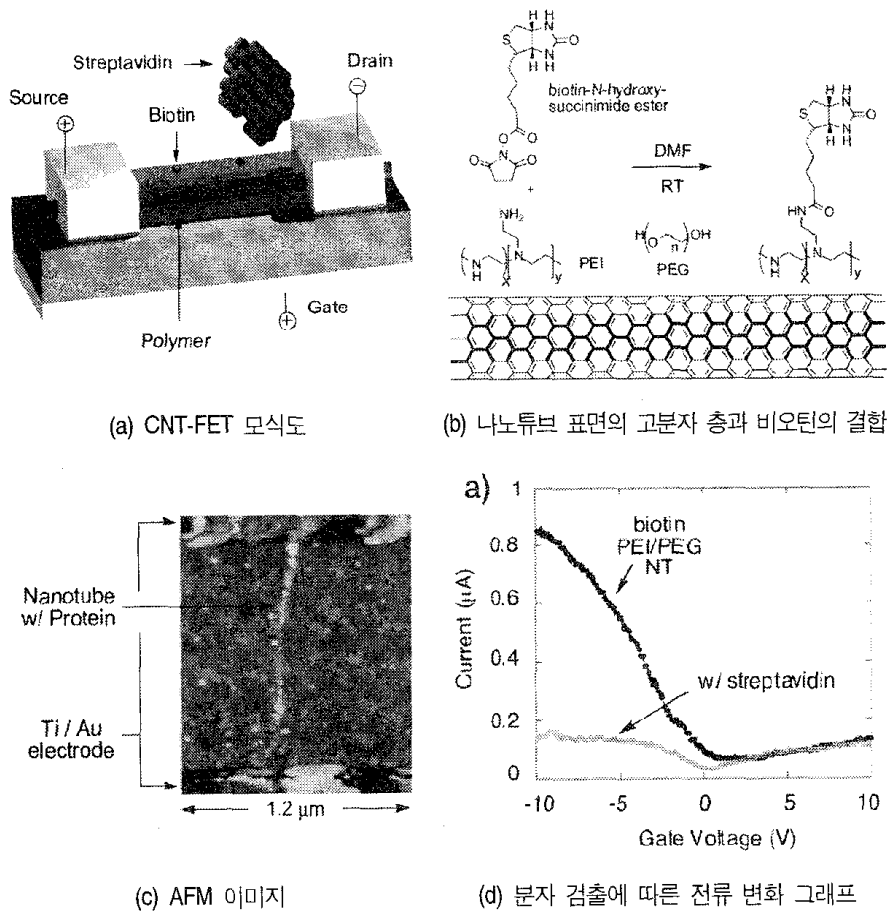 Streptavidin
Drain
⊖
Source
⊕
Biotin
Gate
⊕
Polymer
(a) CNT-FET 모식도
H H
N
S
O
N
H H
biotin-N-hydroxy-
succinimide ester
O
O
N
O O
+
DMF
RT
NH₂
N
N
H
x
y
PEI
H(O n)OH
PEG
H H
N
S
O
N
H H
HN O
N
N
H
x
y
(b) 나노튜브 표면의 고분자 층과 비오틴의 결합
Nanotube
w/ Protein
Ti / Au
electrode
1.2 μm
(c) AFM 이미지
a)
1
0.8
0.6
0.4
0.2
0
Current (μA)
biotin
PEI/PEG
NT
w/ streptavidin
-10 -5 0 5 10
Gate Voltage (V)
(d) 분자 검출에 따른 전류 변화 그래프